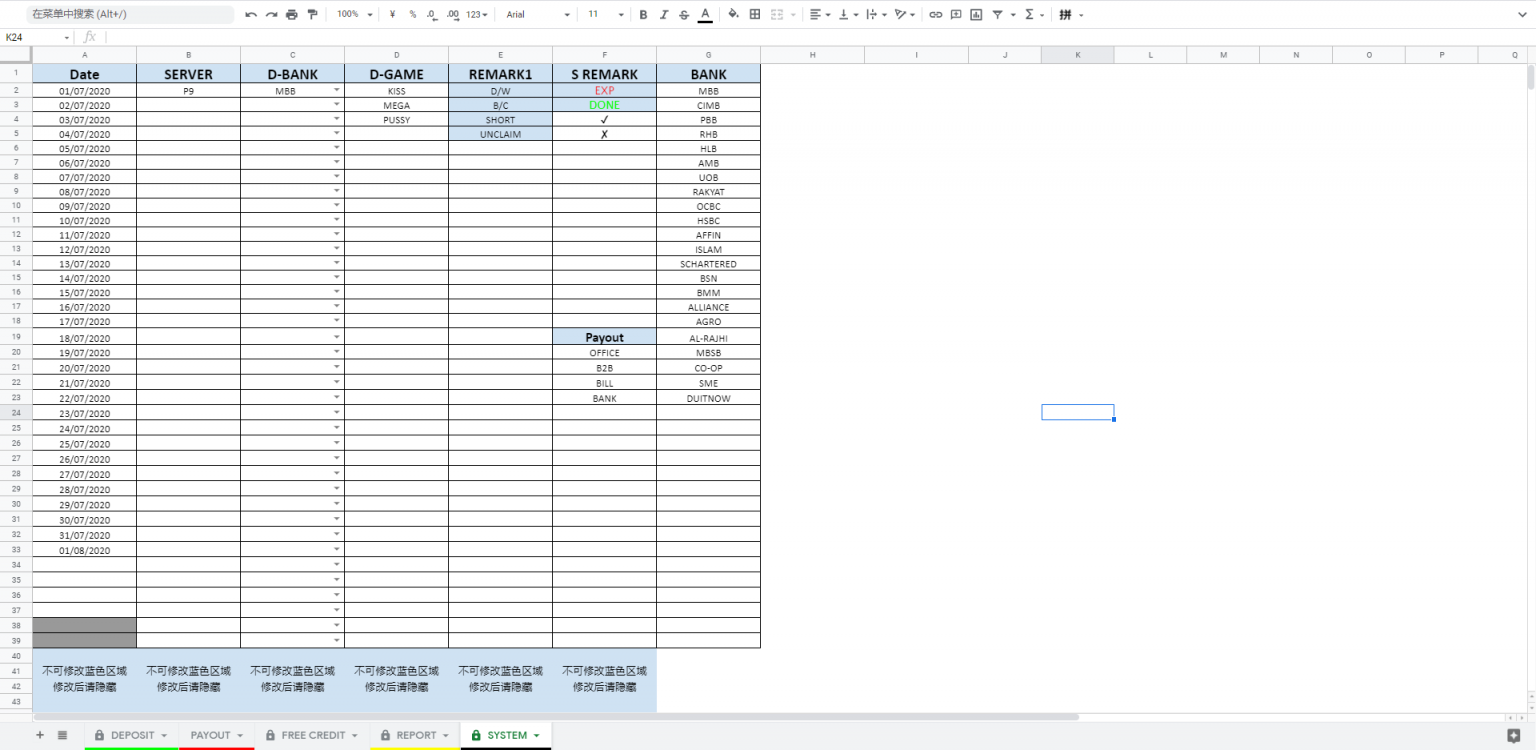 在菜单中搜索 (Alt+/)
100%
¥ % .0 .00 123
Arial
11
B I S A
Σ
拼
K24
fx
A B C D E F G H I J K L M N O P Q
1 Date SERVER D-BANK D-GAME REMARK1 S REMARK BANK
2 01/07/2020 P9 MBB KISS D/W EXP MBB
3 02/07/2020 MEGA B/C DONE CIMB
4 03/07/2020 PUSSY SHORT ✓ PBB
5 04/07/2020 UNCLAIM ✗ RHB
6 05/07/2020 HLB
7 06/07/2020 AMB
8 07/07/2020 UOB
9 08/07/2020 RAKYAT
10 09/07/2020 OCBC
11 10/07/2020 HSBC
12 11/07/2020 AFFIN
13 12/07/2020 ISLAM
14 13/07/2020 SCHARTERED
15 14/07/2020 BSN
16 15/07/2020 BMM
17 16/07/2020 ALLIANCE
18 17/07/2020 AGRO
19 18/07/2020 Payout AL-RAJHI
20 19/07/2020 OFFICE MBSB
21 20/07/2020 B2B CO-OP
22 21/07/2020 BILL SME
23 22/07/2020 BANK DUITNOW
24 23/07/2020
25 24/07/2020
26 25/07/2020
27 26/07/2020
28 27/07/2020
29 28/07/2020
30 29/07/2020
31 30/07/2020
32 31/07/2020
33 01/08/2020
34
35
36
37
38
39
40
41 不可修改蓝色区域 不可修改蓝色区域 不可修改蓝色区域 不可修改蓝色区域 不可修改蓝色区域 不可修改蓝色区域
42 修改后请隐藏 修改后请隐藏 修改后请隐藏 修改后请隐藏 修改后请隐藏 修改后请隐藏
43
DEPOSIT PAYOUT FREE CREDIT REPORT SYSTEM